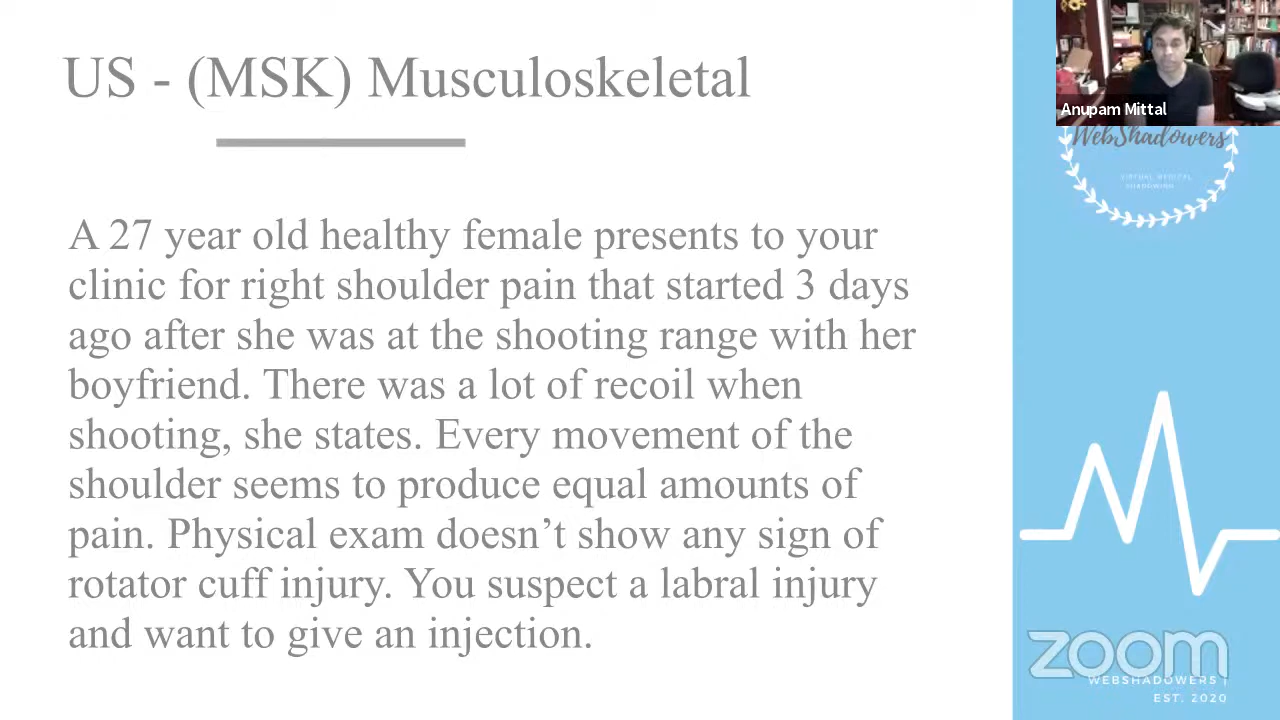 US - (MSK) Musculoskeletal
A 27 year old healthy female presents to your
clinic for right shoulder pain that started 3 days
ago after she was at the shooting range with her
boyfriend. There was a lot of recoil when
shooting, she states. Every movement of the
shoulder seems to produce equal amounts of
pain. Physical exam doesn’t show any sign of
rotator cuff injury. You suspect a labral injury
and want to give an injection.
Anupam Mittal
WebShadowers
VIRTUAL MEDICAL
SHADOWING
zoom
WEBSHADOWERS |
EST. 2020